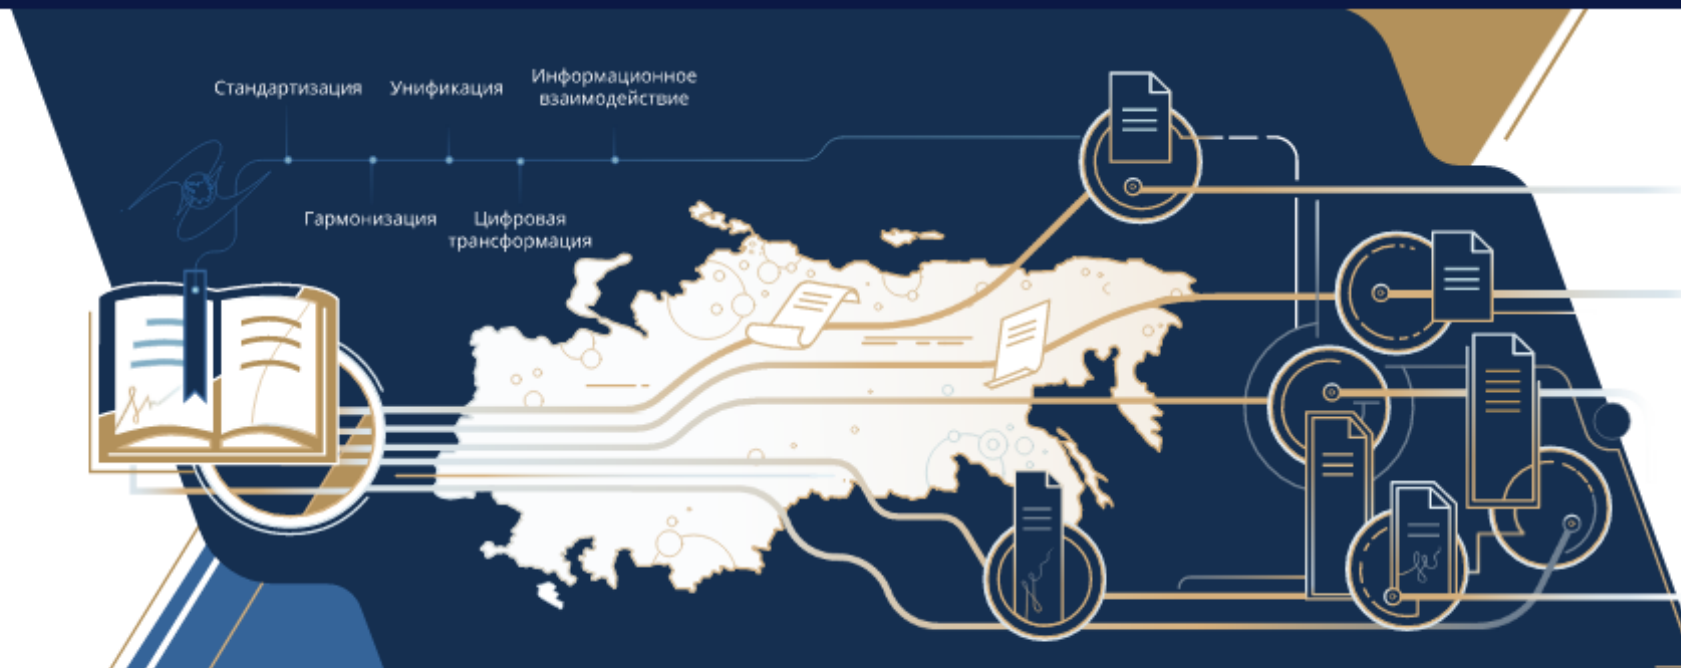 Стандартизация
Унификация
Информационное
взаимодействие
Гармонизация
Цифровая
трансформация